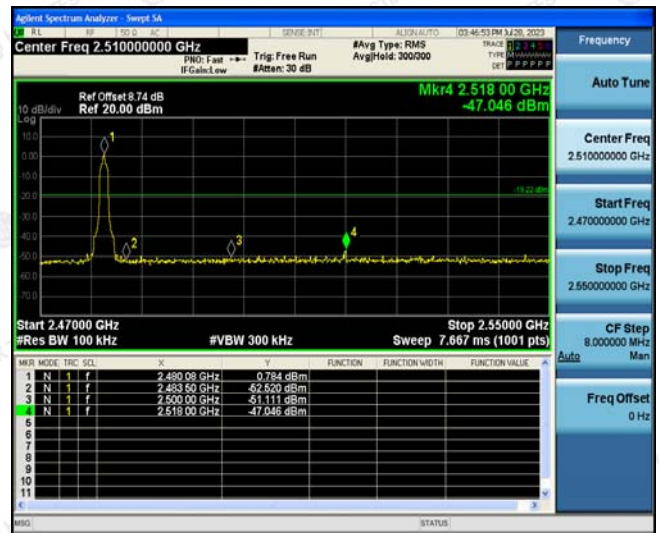 Agilent Spectrum Analyzer - Swept SA
RL RF 50 Ω AC SENSE:INT ALIGNAUTO 03:46:53 PM Jul 20, 2023
Center Freq 2.510000000 GHz
PNO: Fast
IFGain:Low
Trig: Free Run
#Atten: 30 dB
#Avg Type: RMS
Avg|Hold: 300/300
TRACE 1 2 3 4 5 6
TYPE
DET P P P P P P
Ref Offset 8.74 dB
10 dB/div Ref 20.00 dBm
Log
Mkr4 2.518 00 GHz
-47.046 dBm
10.0
0.00
-10.0
-20.0
-30.0
-40.0
-50.0
-60.0
-70.0
1
2
3
4
-19.22 dBm
Start 2.47000 GHz Stop 2.55000 GHz
#Res BW 100 kHz #VBW 300 kHz Sweep 7.667 ms (1001 pts)
MKR MODE TRC SCL X Y FUNCTION FUNCTION WIDTH FUNCTION VALUE
1 N 1 f 2.480 08 GHz 0.784 dBm
2 N 1 f 2.483 50 GHz -52.520 dBm
3 N 1 f 2.500 00 GHz -51.111 dBm
4 N 1 f 2.518 00 GHz -47.046 dBm
5
6
7
8
9
10
11
MSG STATUS
Frequency
Auto Tune
Center Freq
2.510000000 GHz
Start Freq
2.470000000 GHz
Stop Freq
2.550000000 GHz
CF Step
8.000000 MHz
Auto Man
Freq Offset
0 Hz